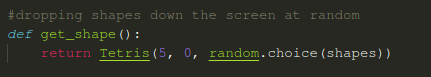 #dropping shapes down the screen at random
def get_shape():
    return Tetris(5, 0, random.choice(shapes))